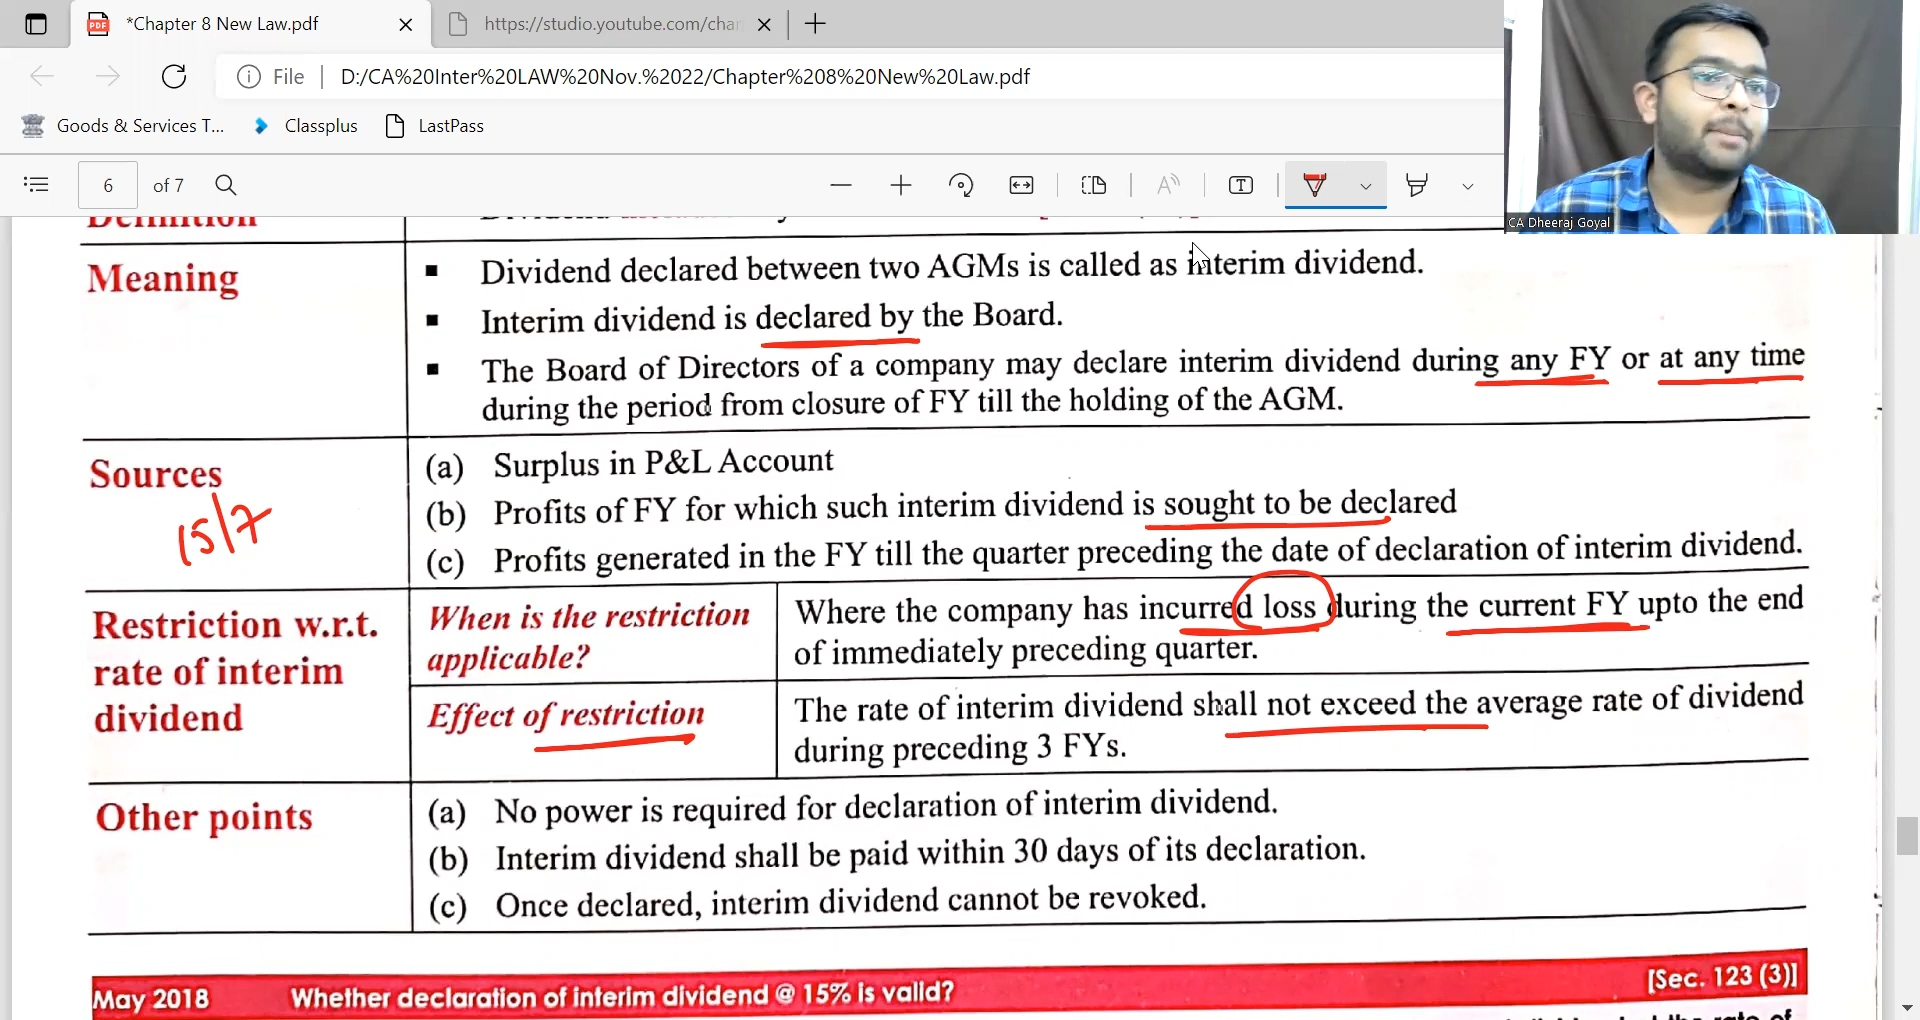 *Chapter 8 New Law.pdf
https://studio.youtube.com/char
File
D:/CA%20Inter%20LAW%20Nov.%2022/Chapter%208%20New%20Law.pdf
Goods & Services T...
Classplus
LastPass
6
of 7
CA Dheeraj Goyal
Definition
Dividend
Meaning
Dividend declared between two AGMs is called as interim dividend.
Interim dividend is declared by the Board.
The Board of Directors of a company may declare interim dividend during any FY or at any time
during the period from closure of FY till the holding of the AGM.
Sources
15/7
(a) Surplus in P&L Account
(b) Profits of FY for which such interim dividend is sought to be declared
(c) Profits generated in the FY till the quarter preceding the date of declaration of interim dividend.
Restriction w.r.t.
rate of interim
dividend
When is the restriction
applicable?
Where the company has incurred loss during the current FY upto the end
of immediately preceding quarter.
Effect of restriction
The rate of interim dividend shall not exceed the average rate of dividend
during preceding 3 FYs.
Other points
(a) No power is required for declaration of interim dividend.
(b) Interim dividend shall be paid within 30 days of its declaration.
(c) Once declared, interim dividend cannot be revoked.
May 2018
Whether declaration of interim dividend @ 15% is valid?
[Sec. 123 (3)]